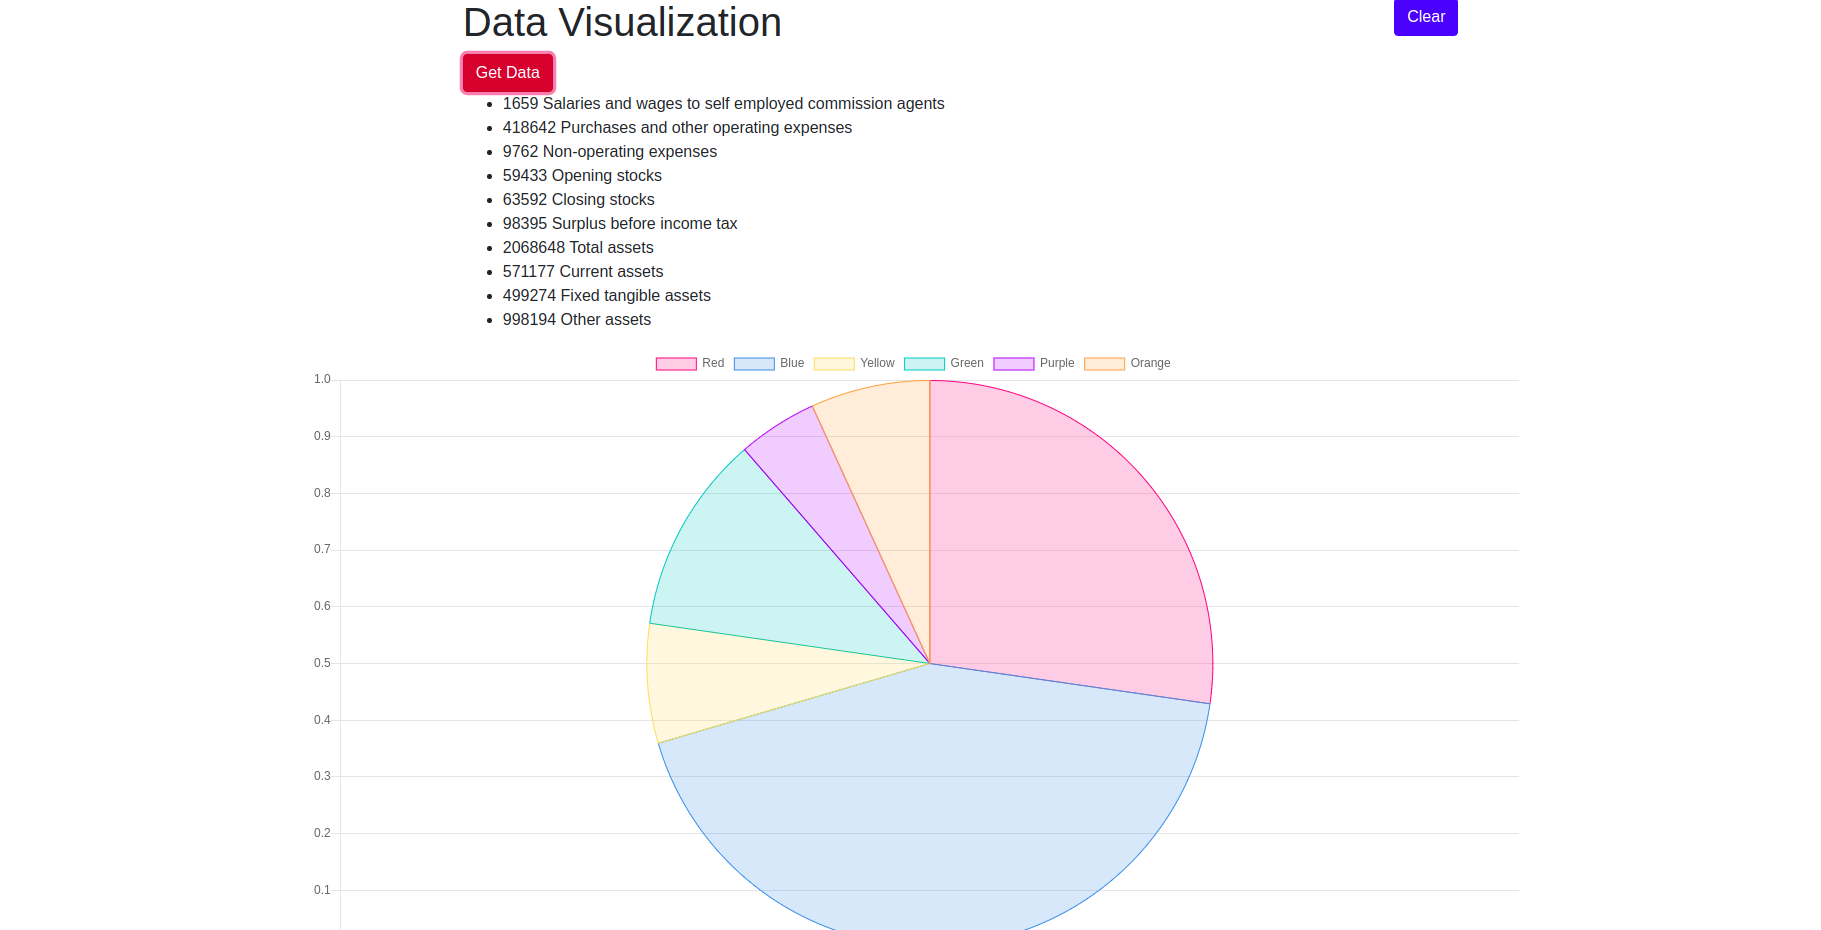 Data Visualization
Clear
Get Data
1659 Salaries and wages to self employed commission agents
418642 Purchases and other operating expenses
9762 Non-operating expenses
59433 Opening stocks
63592 Closing stocks
98395 Surplus before income tax
2068648 Total assets
571177 Current assets
499274 Fixed tangible assets
998194 Other assets
Red Blue Yellow Green Purple Orange
1.0
0.9
0.8
0.7
0.6
0.5
0.4
0.3
0.2
0.1